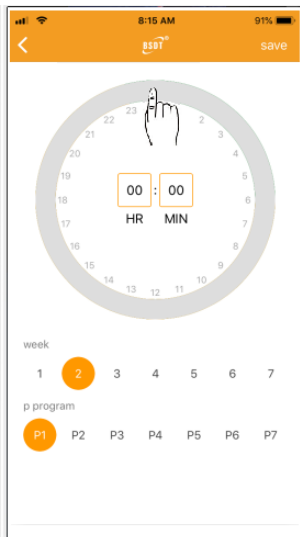 8:15 AM 91%
BSDT save
23
22 2
21 3
20 4
19 5
00 : 00
18 6
HR MIN
17 7
16 8
15 9
14 10
13 12 11
week
1 2 3 4 5 6 7
p program
P1 P2 P3 P4 P5 P6 P7